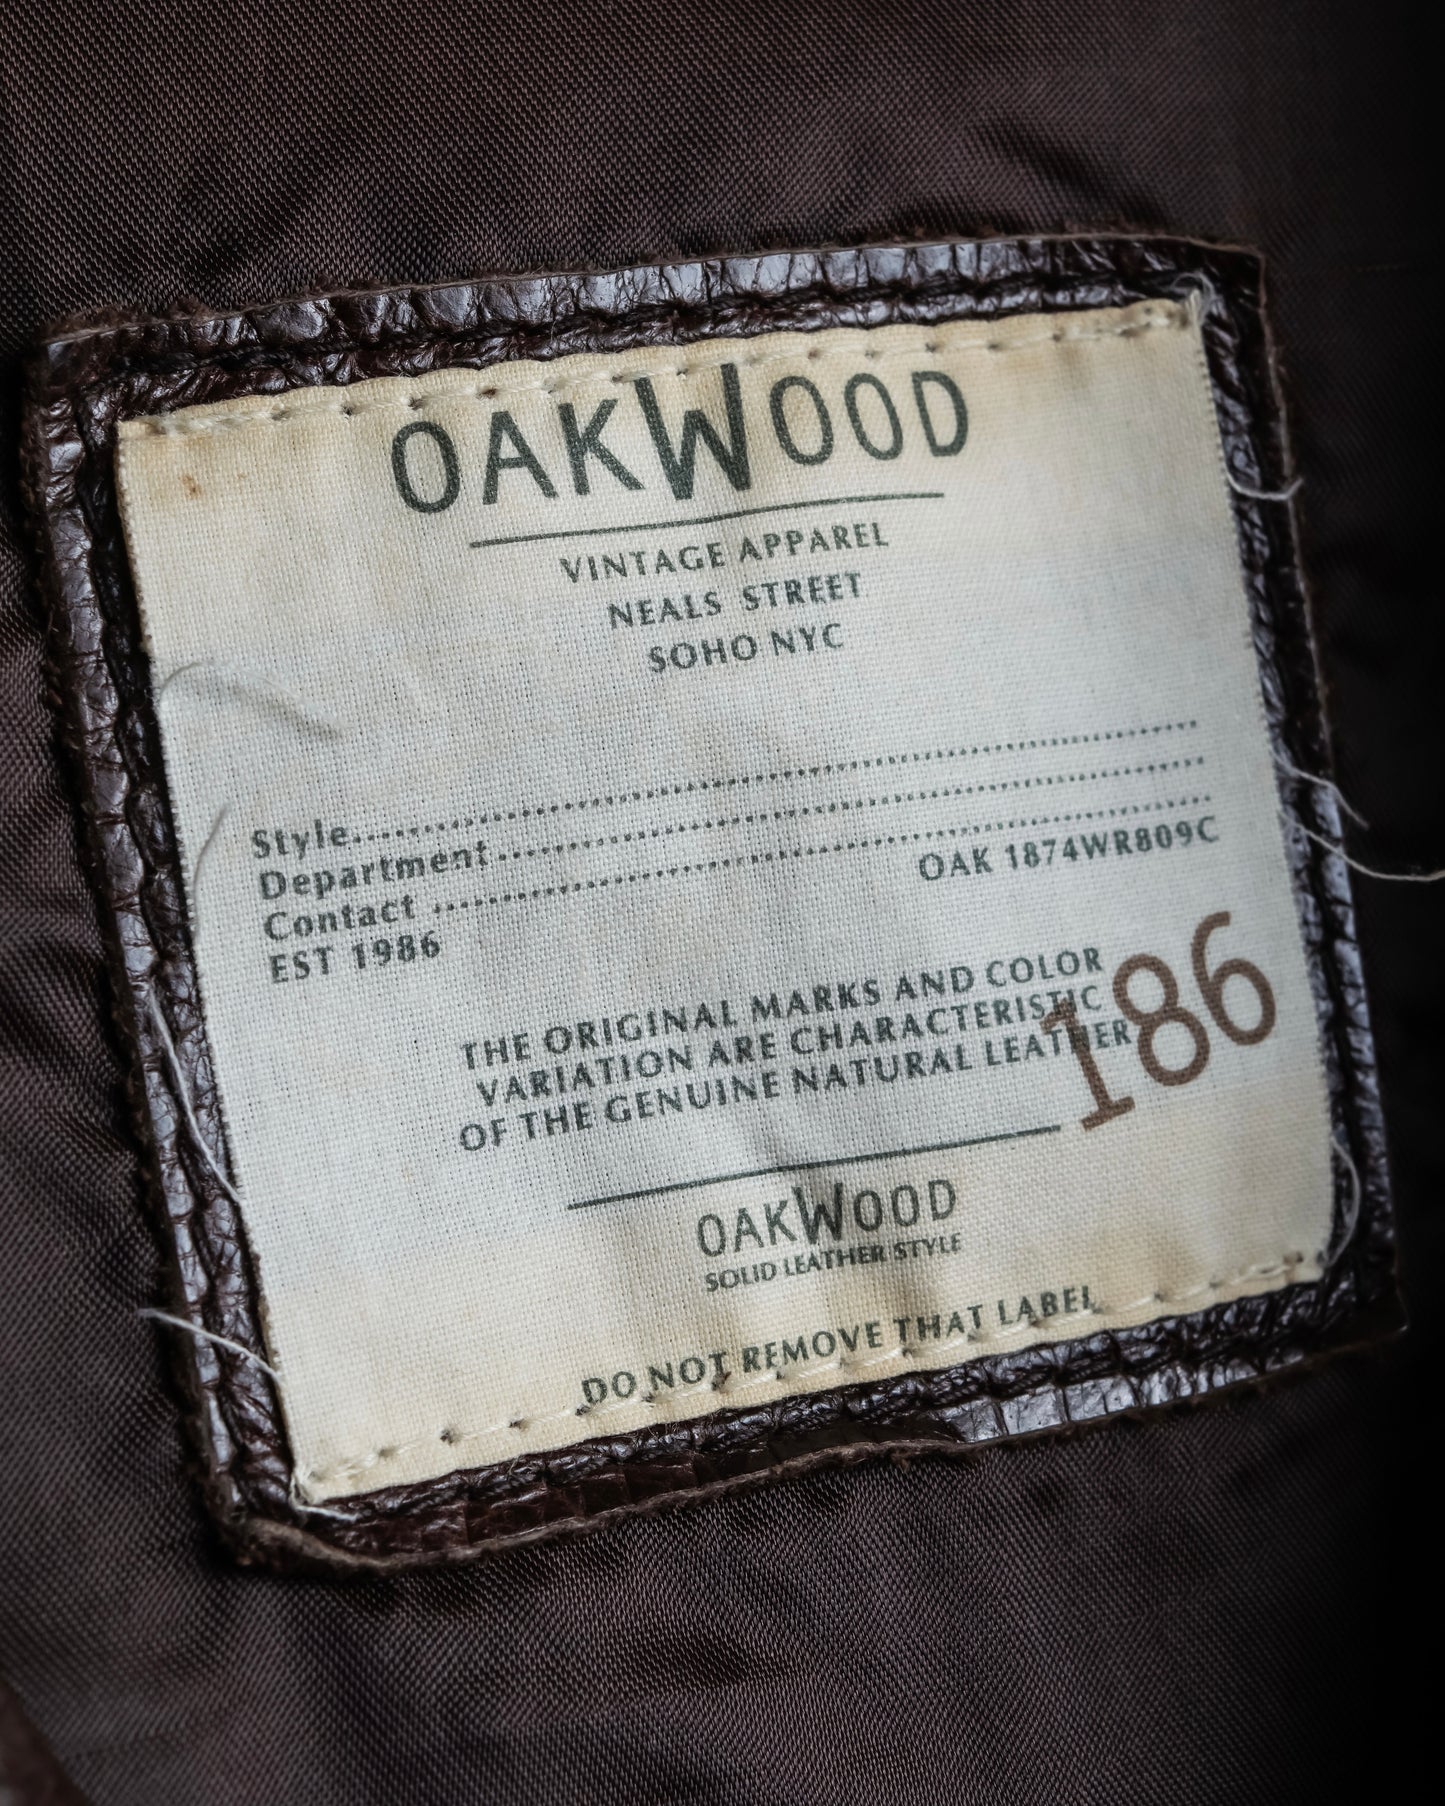 OAKWOOD
VINTAGE APPAREL
NEALS STREET
SOHO NYC
Style........................................
Department........................................
Contact ........................................
EST 1986
OAK 1874WR809C
THE ORIGINAL MARKS AND COLOR
VARIATION ARE CHARACTERISTIC
OF THE GENUINE NATURAL LEATHER
186
OAKWOOD
SOLID LEATHER STYLE
DO NOT REMOVE THAT LABEL